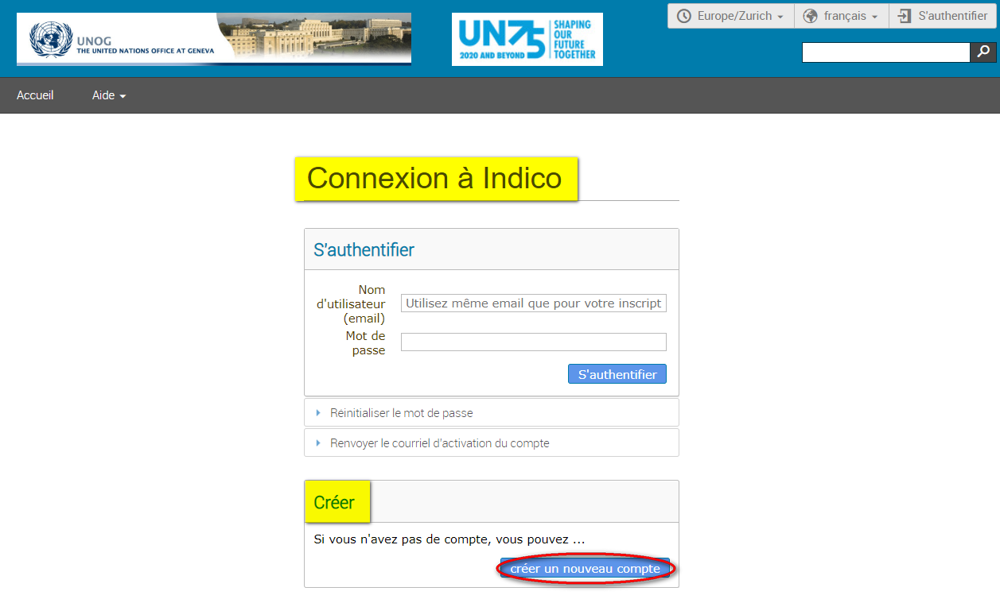 UNOG
THE UNITED NATIONS OFFICE AT GENEVA
UN75
2020 AND BEYOND
SHAPING
OUR
FUTURE
TOGETHER
Europe/Zurich
français
S'authentifier
Accueil
Aide
Connexion à Indico
S'authentifier
Nom
d'utilisateur
(email)
Utilisez même email que pour votre inscript
Mot de
passe
S'authentifier
Réinitialiser le mot de passe
Renvoyer le courriel d'activation du compte
Créer
Si vous n'avez pas de compte, vous pouvez ...
créer un nouveau compte